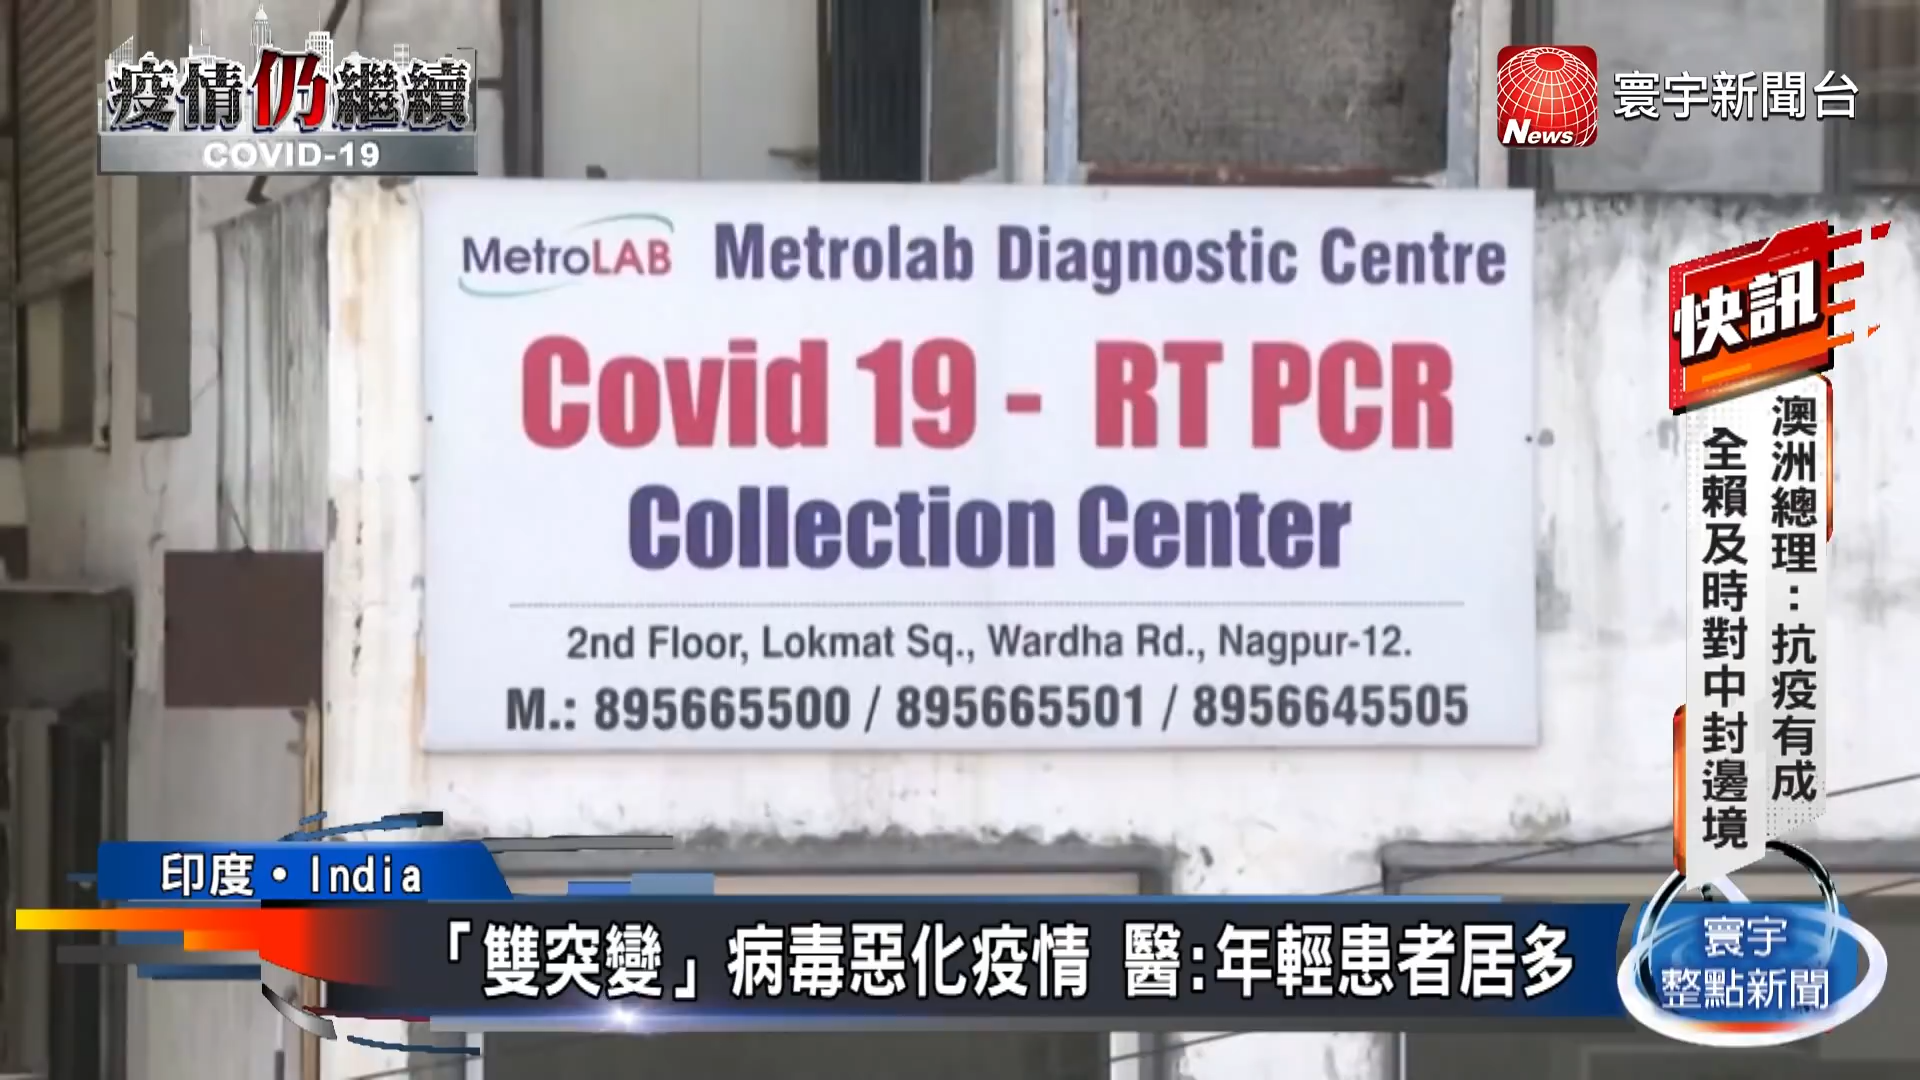 疫情仍繼續
COVID-19
News
寰宇新聞台
MetroLAB
Metrolab Diagnostic Centre
Covid 19 - RT PCR
Collection Center
2nd Floor, Lokmat Sq., Wardha Rd., Nagpur-12.
M.: 895665500 / 895665501 / 8956645505
快訊
澳洲總理：抗疫有成
全賴及時對中封邊境
印度・India
「雙突變」病毒惡化疫情 醫:年輕患者居多
寰宇
整點新聞